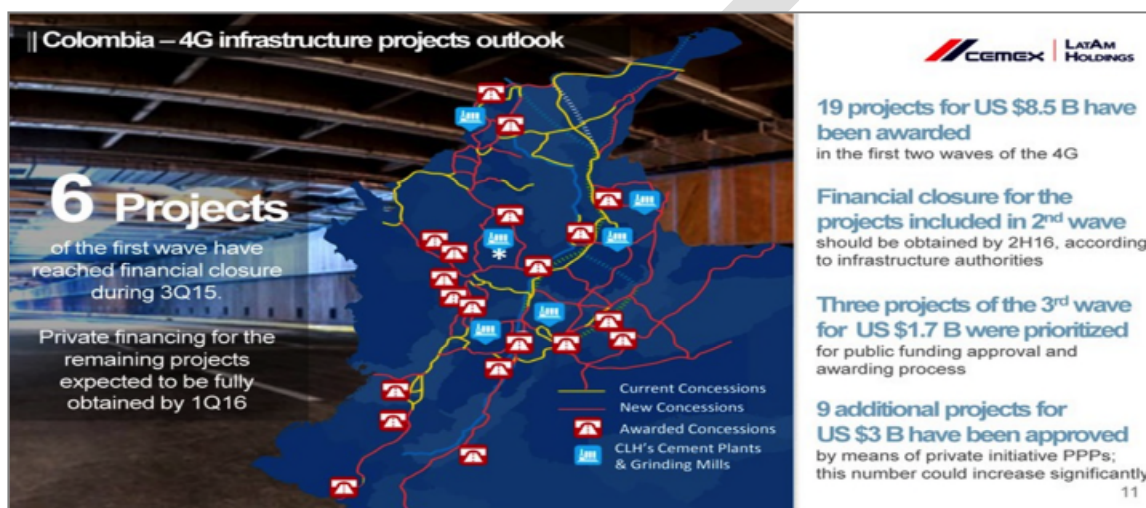 || Colombia – 4G infrastructure projects outlook
6 Projects
of the first wave have
reached financial closure
during 3Q15.
Private financing for the
remaining projects
expected to be fully
obtained by 1Q16
*
Current Concessions
New Concessions
Awarded Concessions
CLH's Cement Plants
& Grinding Mills
CEMEX | LATAM
HOLDINGS
19 projects for US $8.5 B have
been awarded
in the first two waves of the 4G
Financial closure for the
projects included in 2nd wave
should be obtained by 2H16, according
to infrastructure authorities
Three projects of the 3rd wave
for US $1.7 B were prioritized
for public funding approval and
awarding process
9 additional projects for
US $3 B have been approved
by means of private initiative PPPs;
this number could increase significantly
11